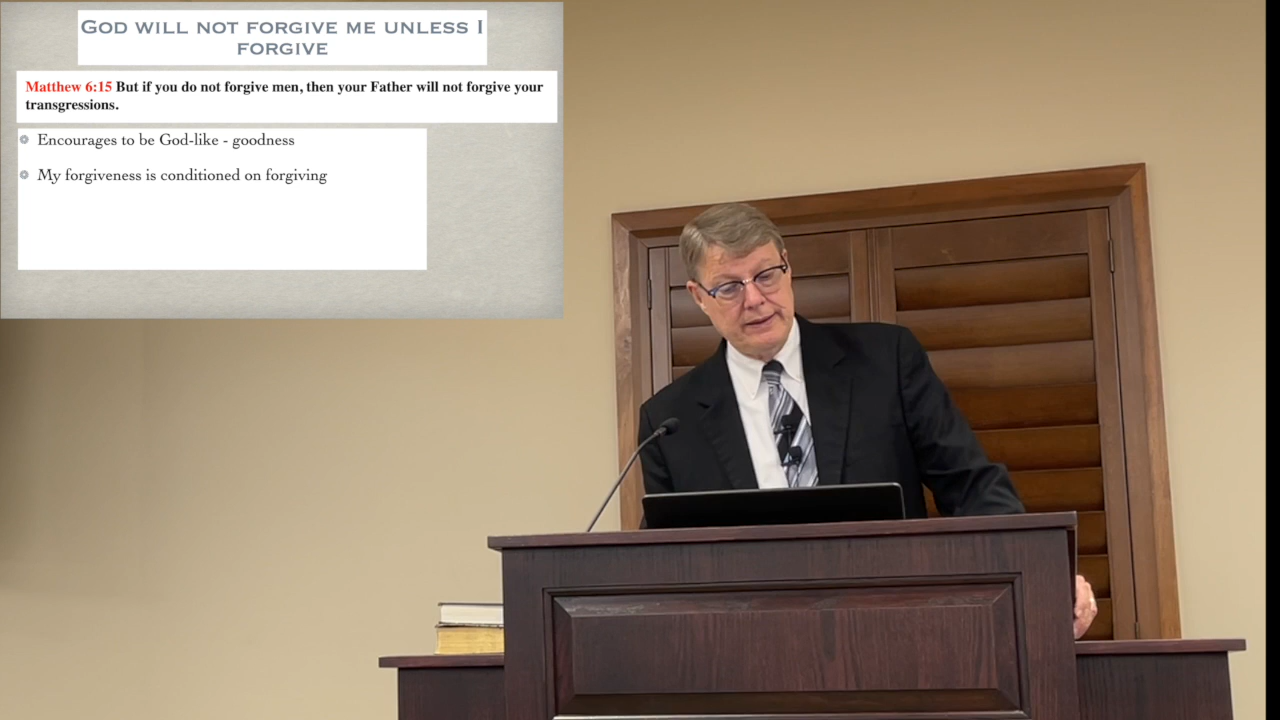 GOD WILL NOT FORGIVE ME UNLESS I
FORGIVE
Matthew 6:15 But if you do not forgive men, then your Father will not forgive your
transgressions.
Encourages to be God-like - goodness
My forgiveness is conditioned on forgiving